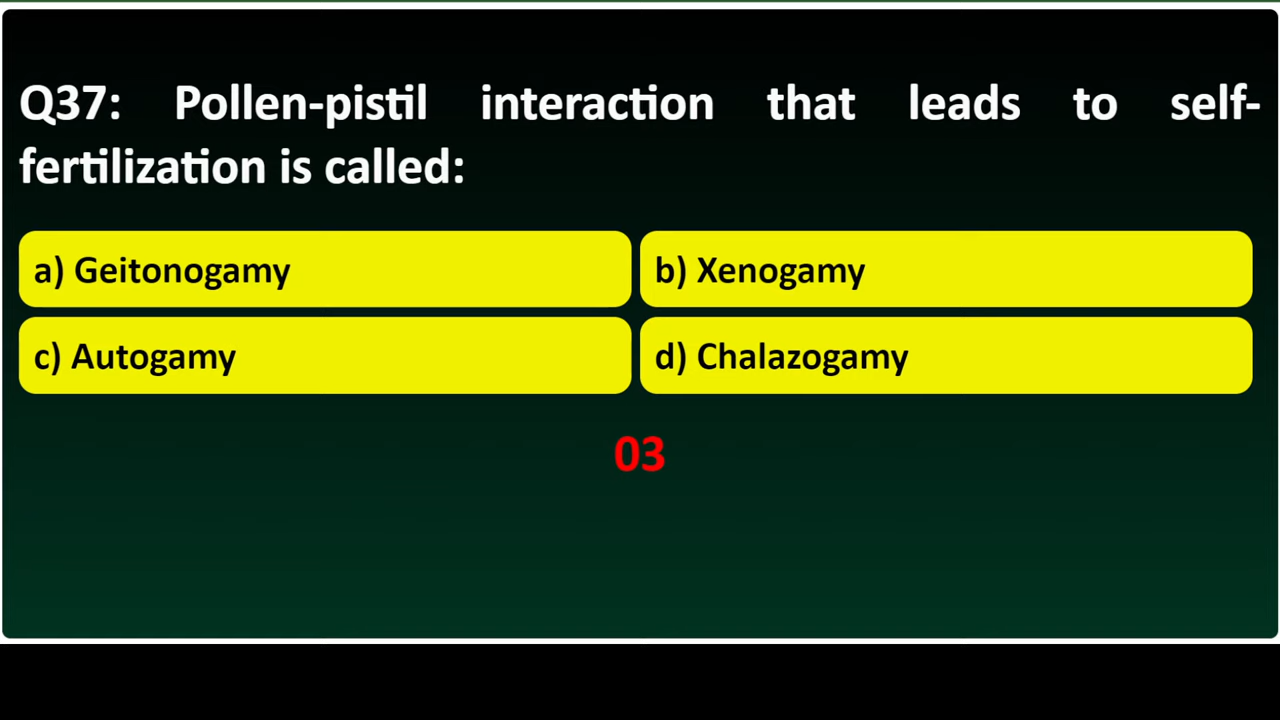 Q37: Pollen-pistil interaction that leads to self-
fertilization is called:
a) Geitonogamy
b) Xenogamy
c) Autogamy
d) Chalazogamy
03